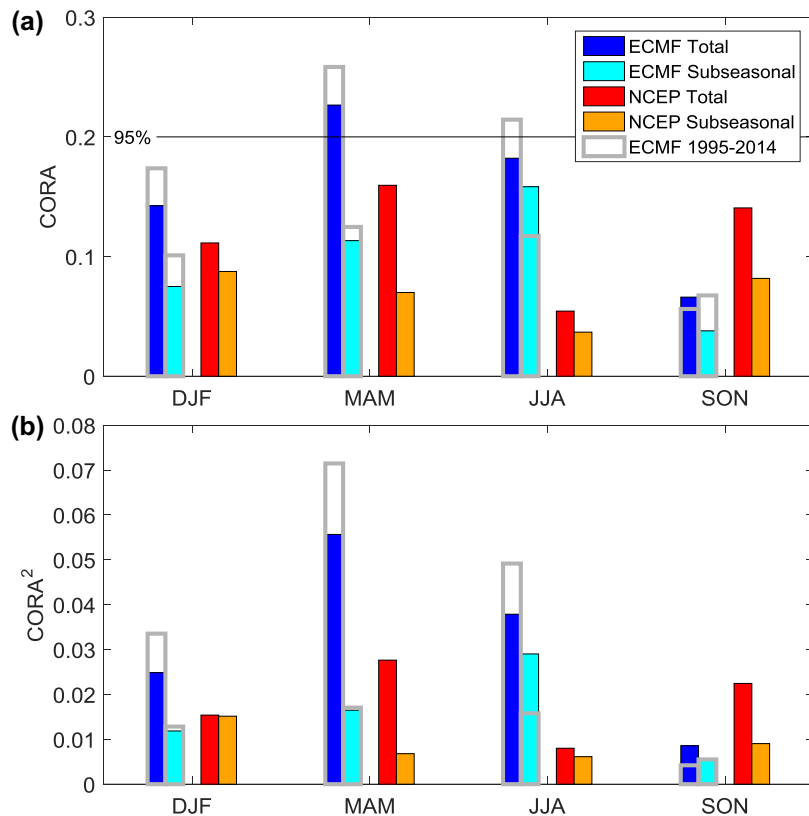 (a)
0.3
0.2
0.1
0
CORA
95%
ECMF Total
ECMF Subseasonal
NCEP Total
NCEP Subseasonal
ECMF 1995-2014
DJF MAM JJA SON
(b)
0.08
0.07
0.06
0.05
0.04
0.03
0.02
0.01
0
CORA²
DJF MAM JJA SON